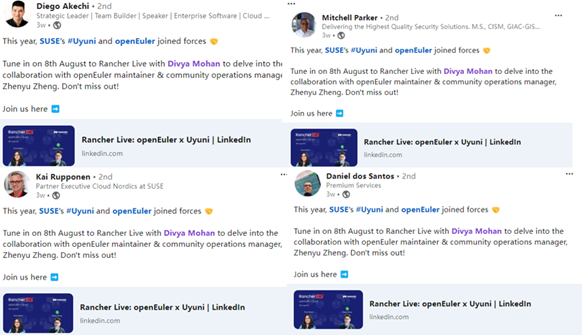 Diego Akechi • 2nd
Strategic Leader | Team Builder | Speaker | Enterprise Software | Cloud ...
3w •
This year, SUSE's #Uyuni and openEuler joined forces 🤝
Tune in on 8th August to Rancher Live with Divya Mohan to delve into the
collaboration with openEuler maintainer & community operations manager,
Zhenyu Zheng. Don't miss out!
Join us here ➡️
Rancher Live: openEuler x Uyuni | LinkedIn
linkedin.com
Mitchell Parker • 2nd
Delivering the Highest Quality Security Solutions. M.S., CISM, GIAC-GIS...
3w •
This year, SUSE's #Uyuni and openEuler joined forces 🤝
Tune in on 8th August to Rancher Live with Divya Mohan to delve into the
collaboration with openEuler maintainer & community operations manager,
Zhenyu Zheng. Don't miss out!
Join us here ➡️
Rancher Live: openEuler x Uyuni | LinkedIn
linkedin.com
Kai Rupponen • 2nd
Partner Executive Cloud Nordics at SUSE
3w •
This year, SUSE's #Uyuni and openEuler joined forces 🤝
Tune in on 8th August to Rancher Live with Divya Mohan to delve into the
collaboration with openEuler maintainer & community operations manager,
Zhenyu Zheng. Don't miss out!
Us here ➡️
Rancher Live: openEuler x Uyuni | LinkedIn
linkedin.com
Daniel dos Santos • 2nd
Premium Services
3w •
This year, SUSE's #Uyuni and openEuler joined forces 🤝
Tune in on 8th August to Rancher Live with Divya Mohan to delve into the
collaboration with openEuler maintainer & community operations manager,
Zhenyu Zheng. Don't miss out!
Join us here ➡️
Rancher Live: openEuler x Uyuni | LinkedIn
linkedin.com